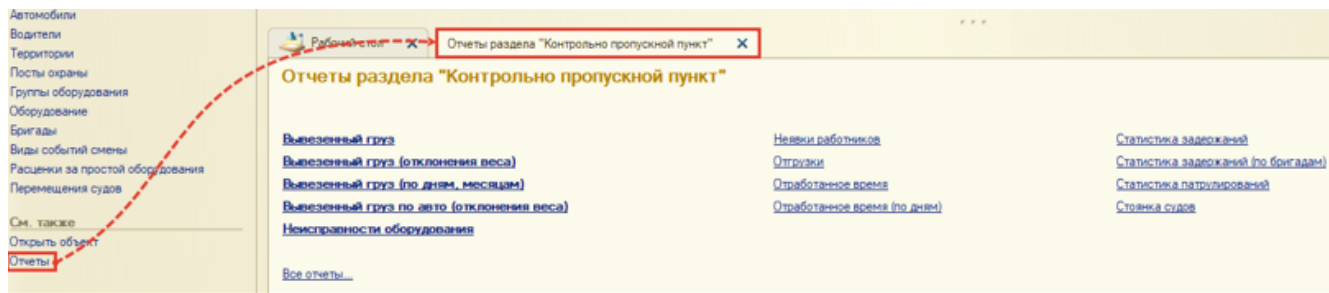 Автомобили
Водители
Территории
Посты охраны
Группы оборудования
Оборудование
Бригады
Виды событий смены
Расценки за простой оборудования
Перемещения судов
См. также
Открыть объект
Отчеты
Рабочий стол
Отчеты раздела "Контрольно пропускной пункт"
Отчеты раздела "Контрольно пропускной пункт"
Вывезенный груз
Вывезенный груз (отклонения веса)
Вывезенный груз (по дням, месяцам)
Вывезенный груз по авто (отклонения веса)
Неисправности оборудования
Все отчеты...
Неявки работников
Отгрузки
Отработанное время
Отработанное время (по дням)
Статистика задержаний
Статистика задержаний (по бригадам)
Статистика патрулирований
Стоянка судов